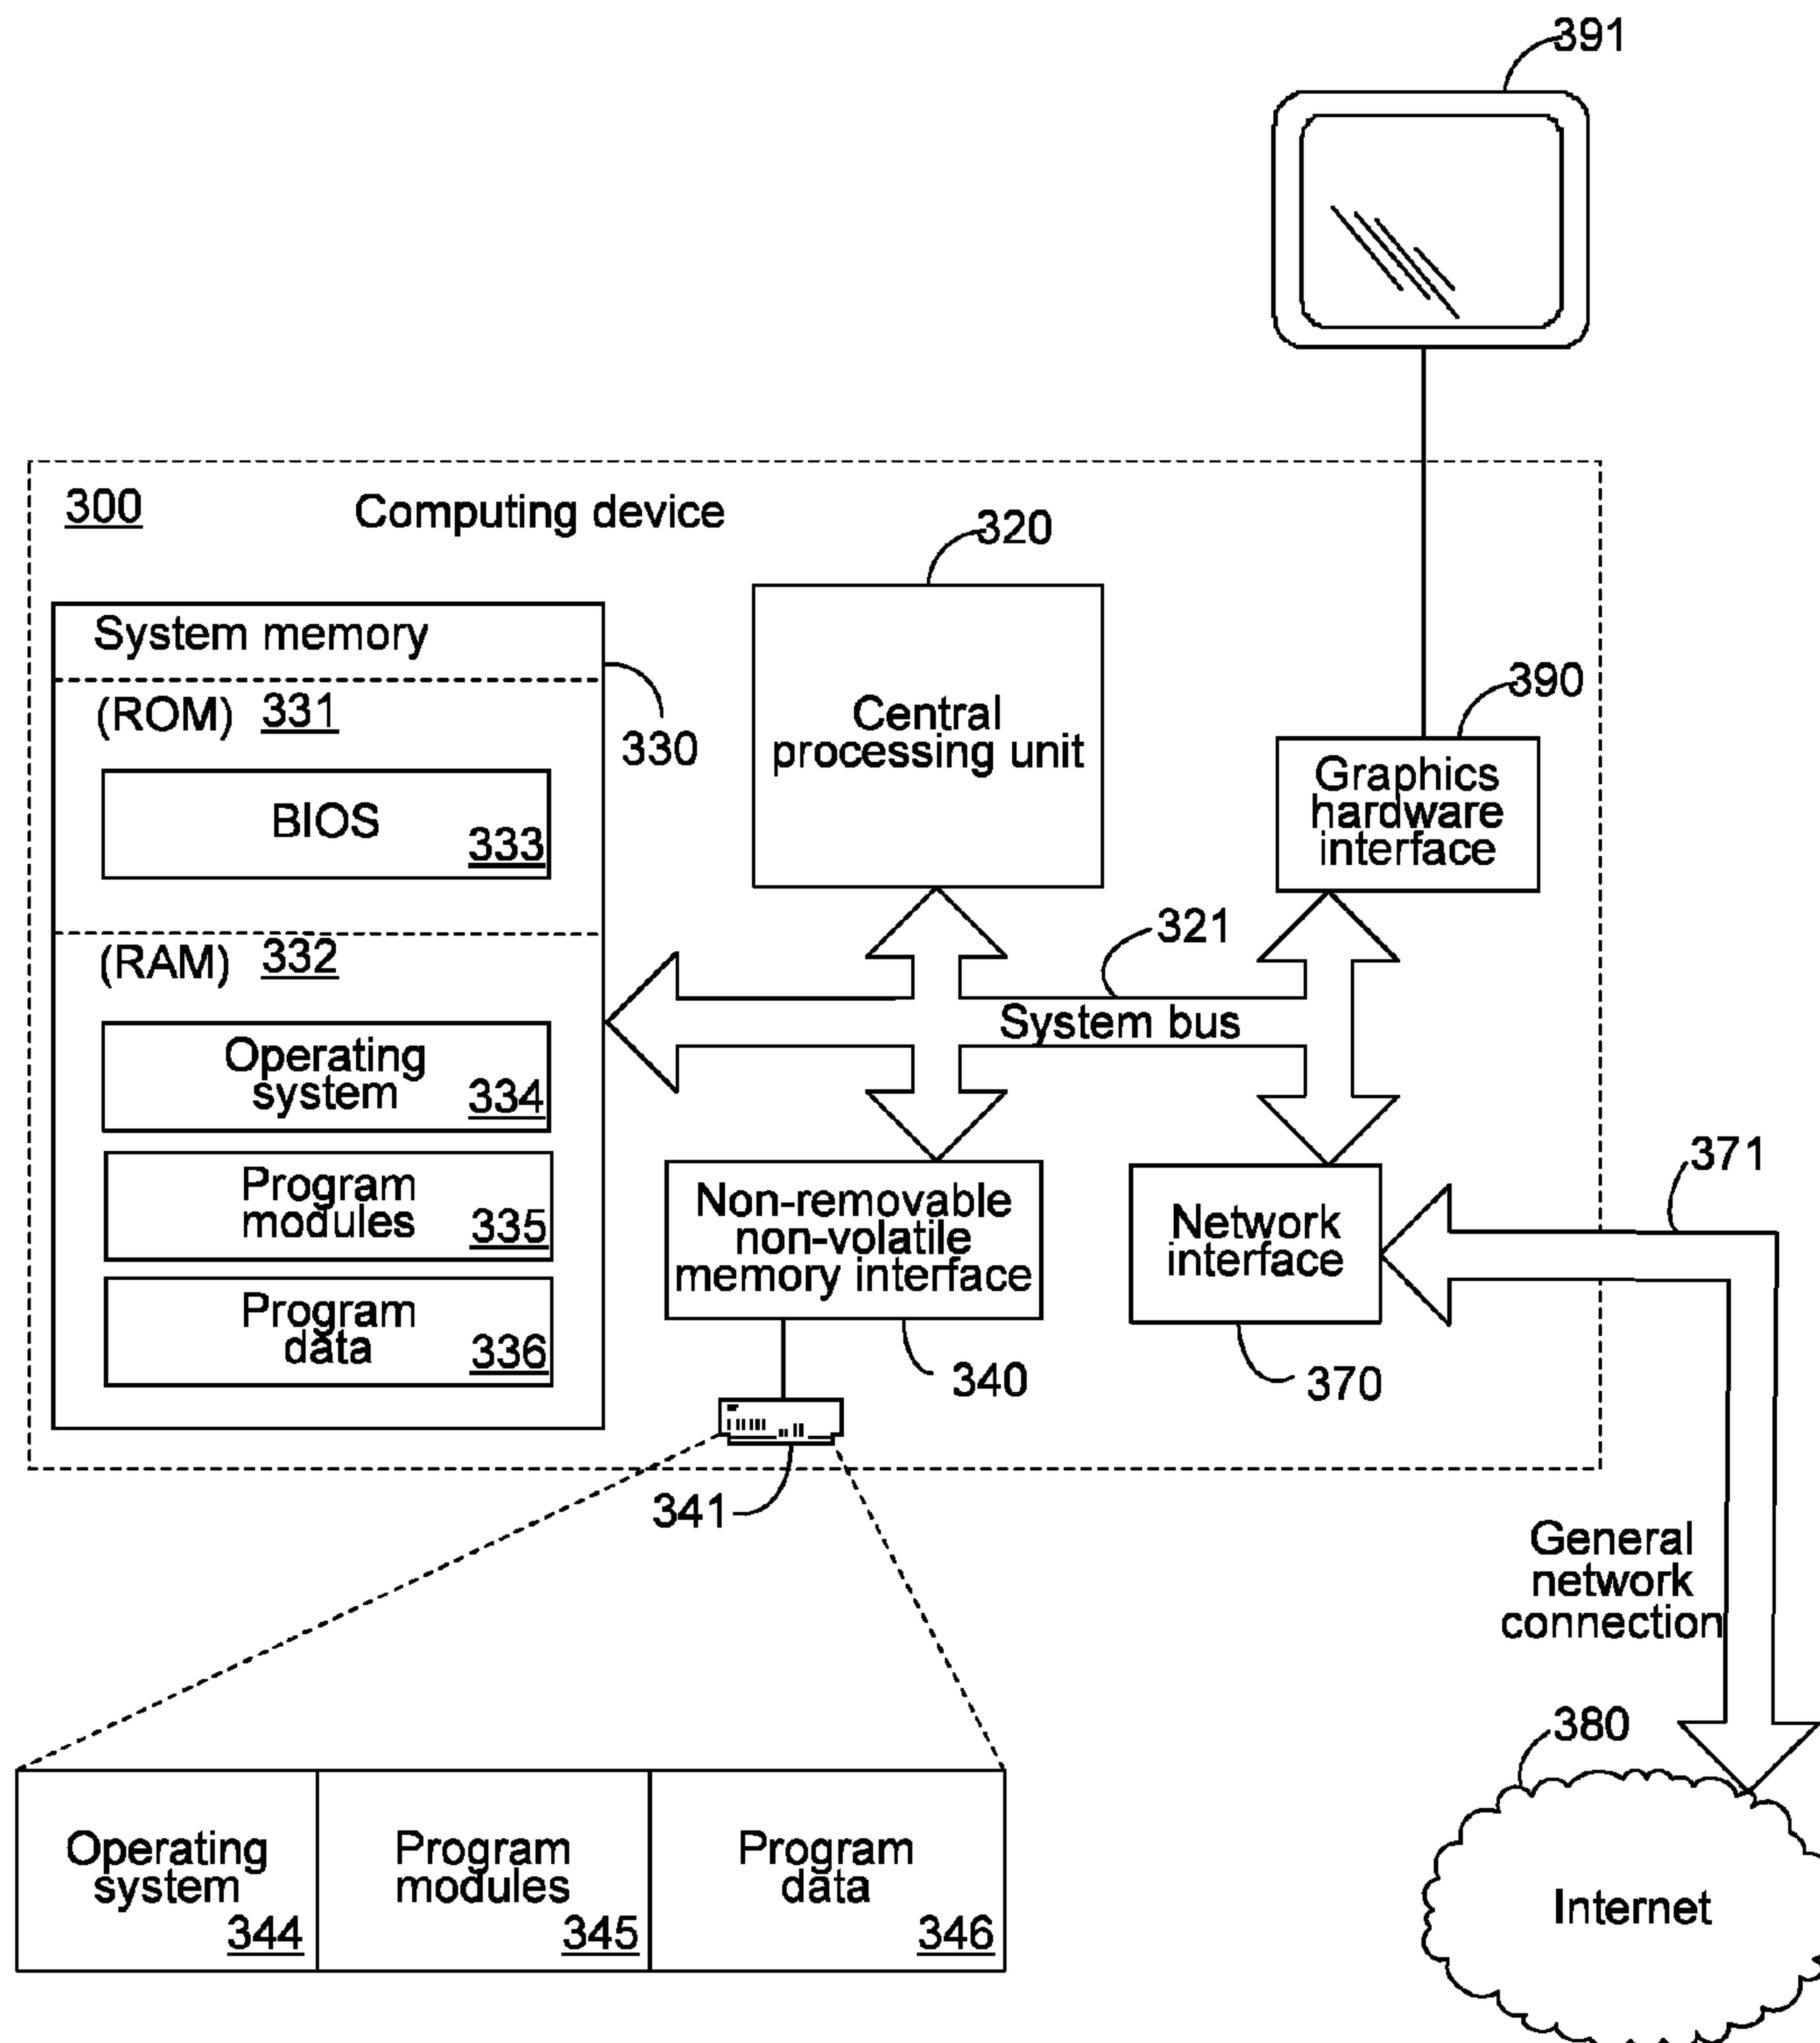 391
300
Computing device
320
System memory
330
(ROM) 331
BIOS
333
Central
processing unit
390
Graphics
hardware
interface
(RAM) 332
321
System bus
Operating
system
334
Program
modules
335
Program
data
336
Non-removable
non-volatile
memory interface
340
Network
interface
370
371
341
General
network
connection
380
Operating
system
344
Program
modules
345
Program
data
346
Internet